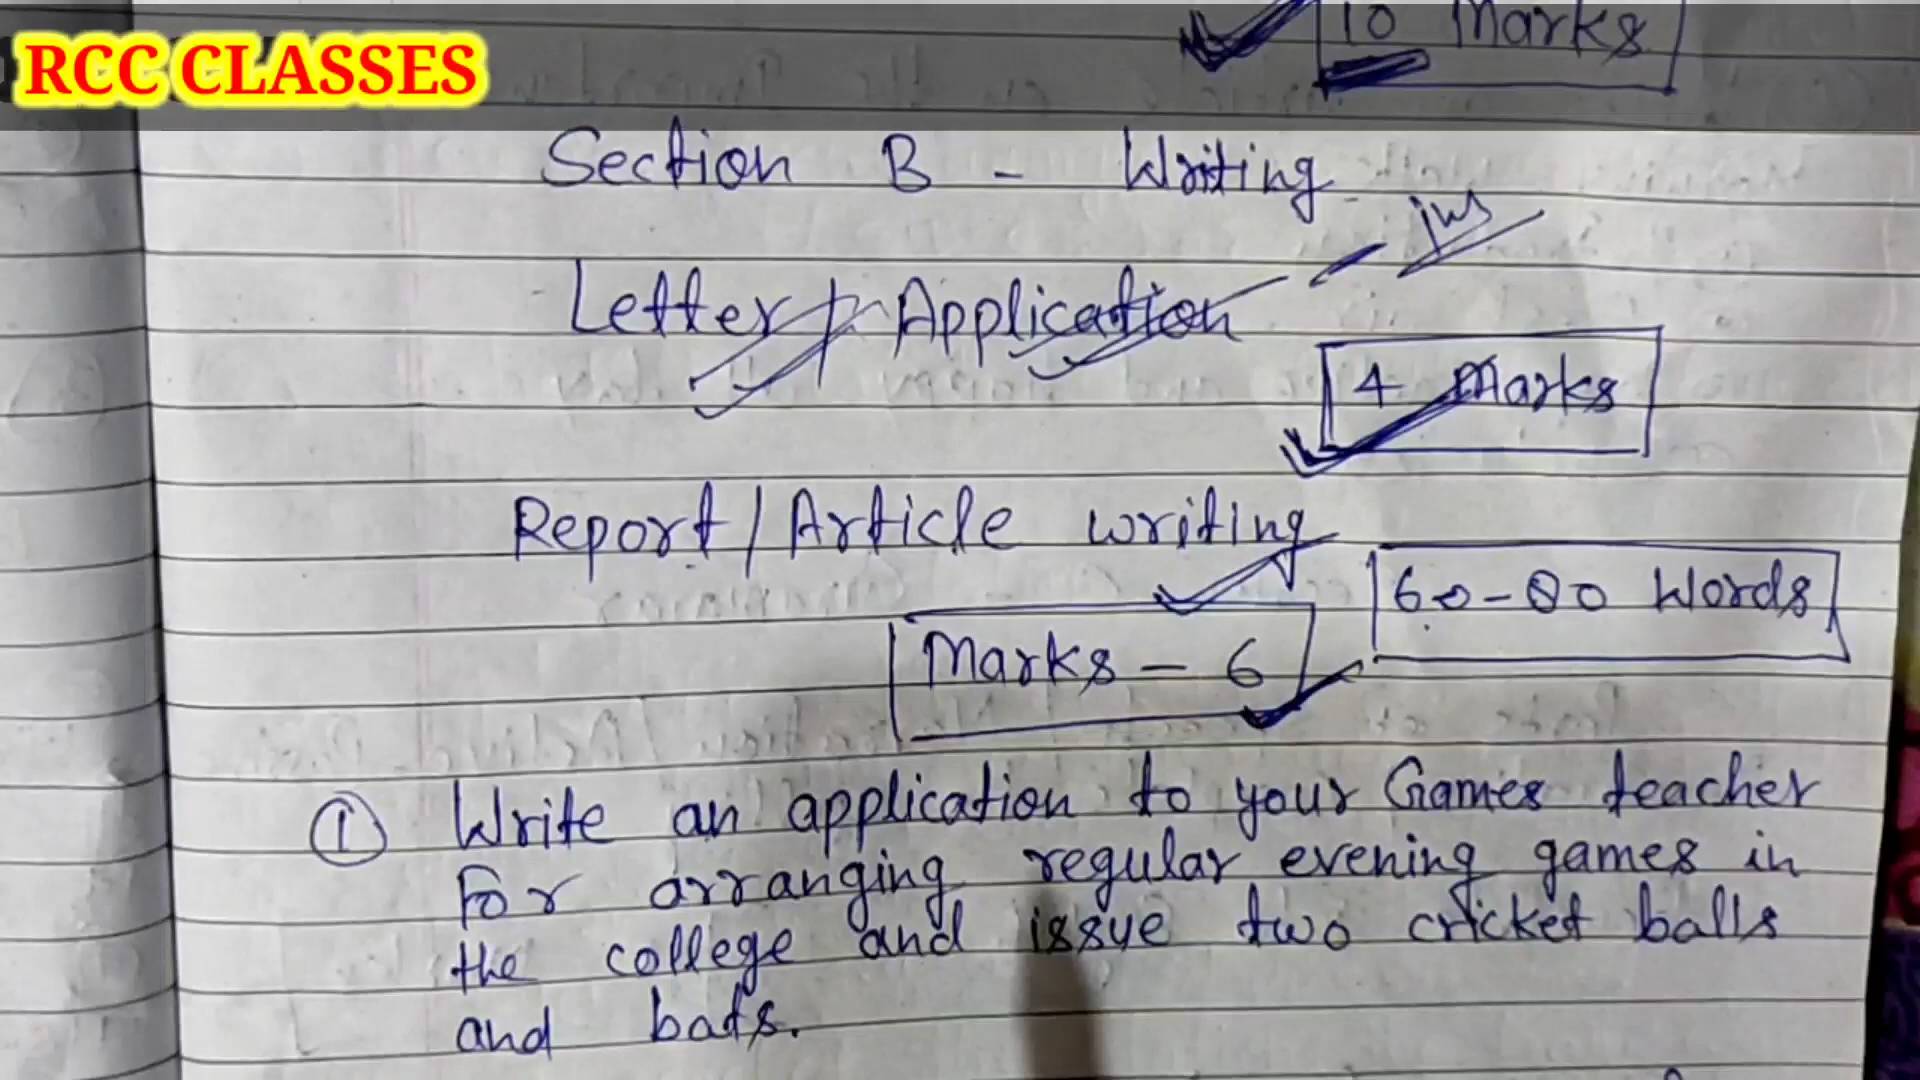 10 Marks
RCC CLASSES
Section B - Writing
Letter / Application
4 Marks
Report/Article writing
60-80 Words
Marks - 6
① Write an application to your Games teacher
For arranging regular evening games in
the college and issue two cricket balls
and bats.